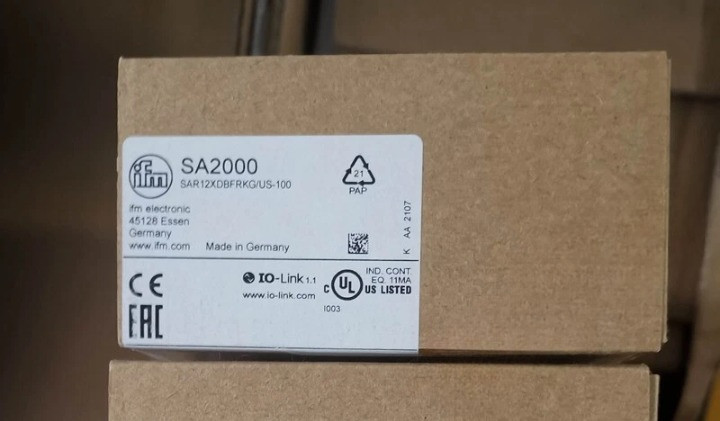 ifm
SA2000
SAR12XDBFRKG/US-100
ifm electronic
45128 Essen
Germany
www.ifm.com Made in Germany
21
PAP
K AA 2107
CE
EAC
IO-Link 1.1
www.io-link.com
C UL US LISTED
IND. CONT.
EQ. 11MA
I003